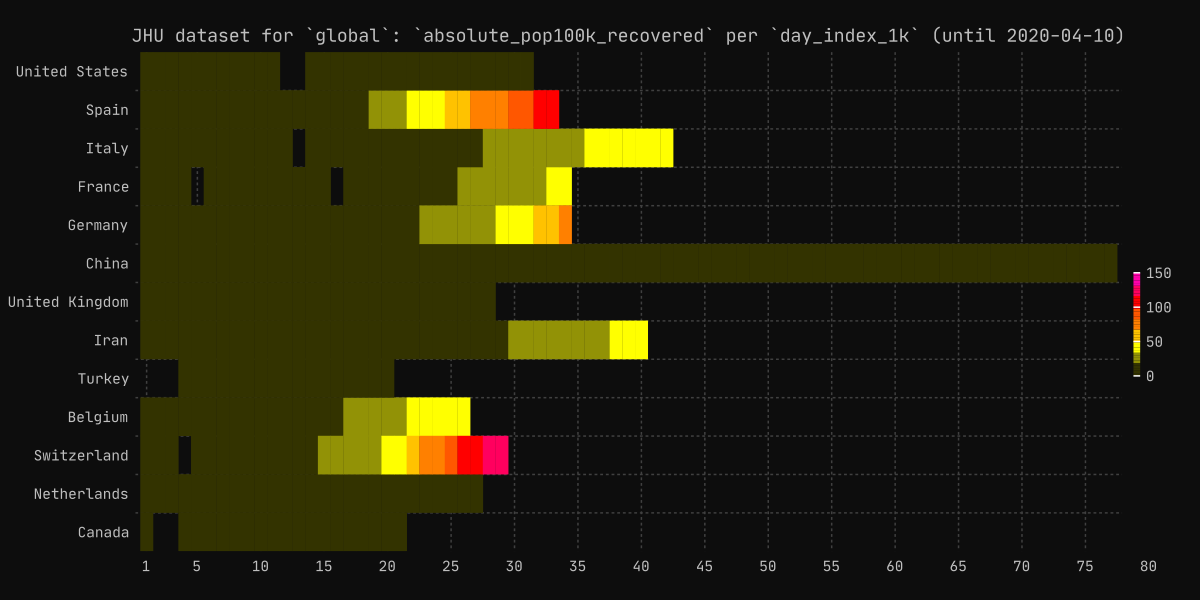 JHU dataset for `global`: `absolute_pop100k_recovered` per `day_index_1k` (until 2020-04-10)
United States
Spain
Italy
France
Germany
China
United Kingdom
Iran
Turkey
Belgium
Switzerland
Netherlands
Canada
150
100
50
0
1 5 10 15 20 25 30 35 40 45 50 55 60 65 70 75 80